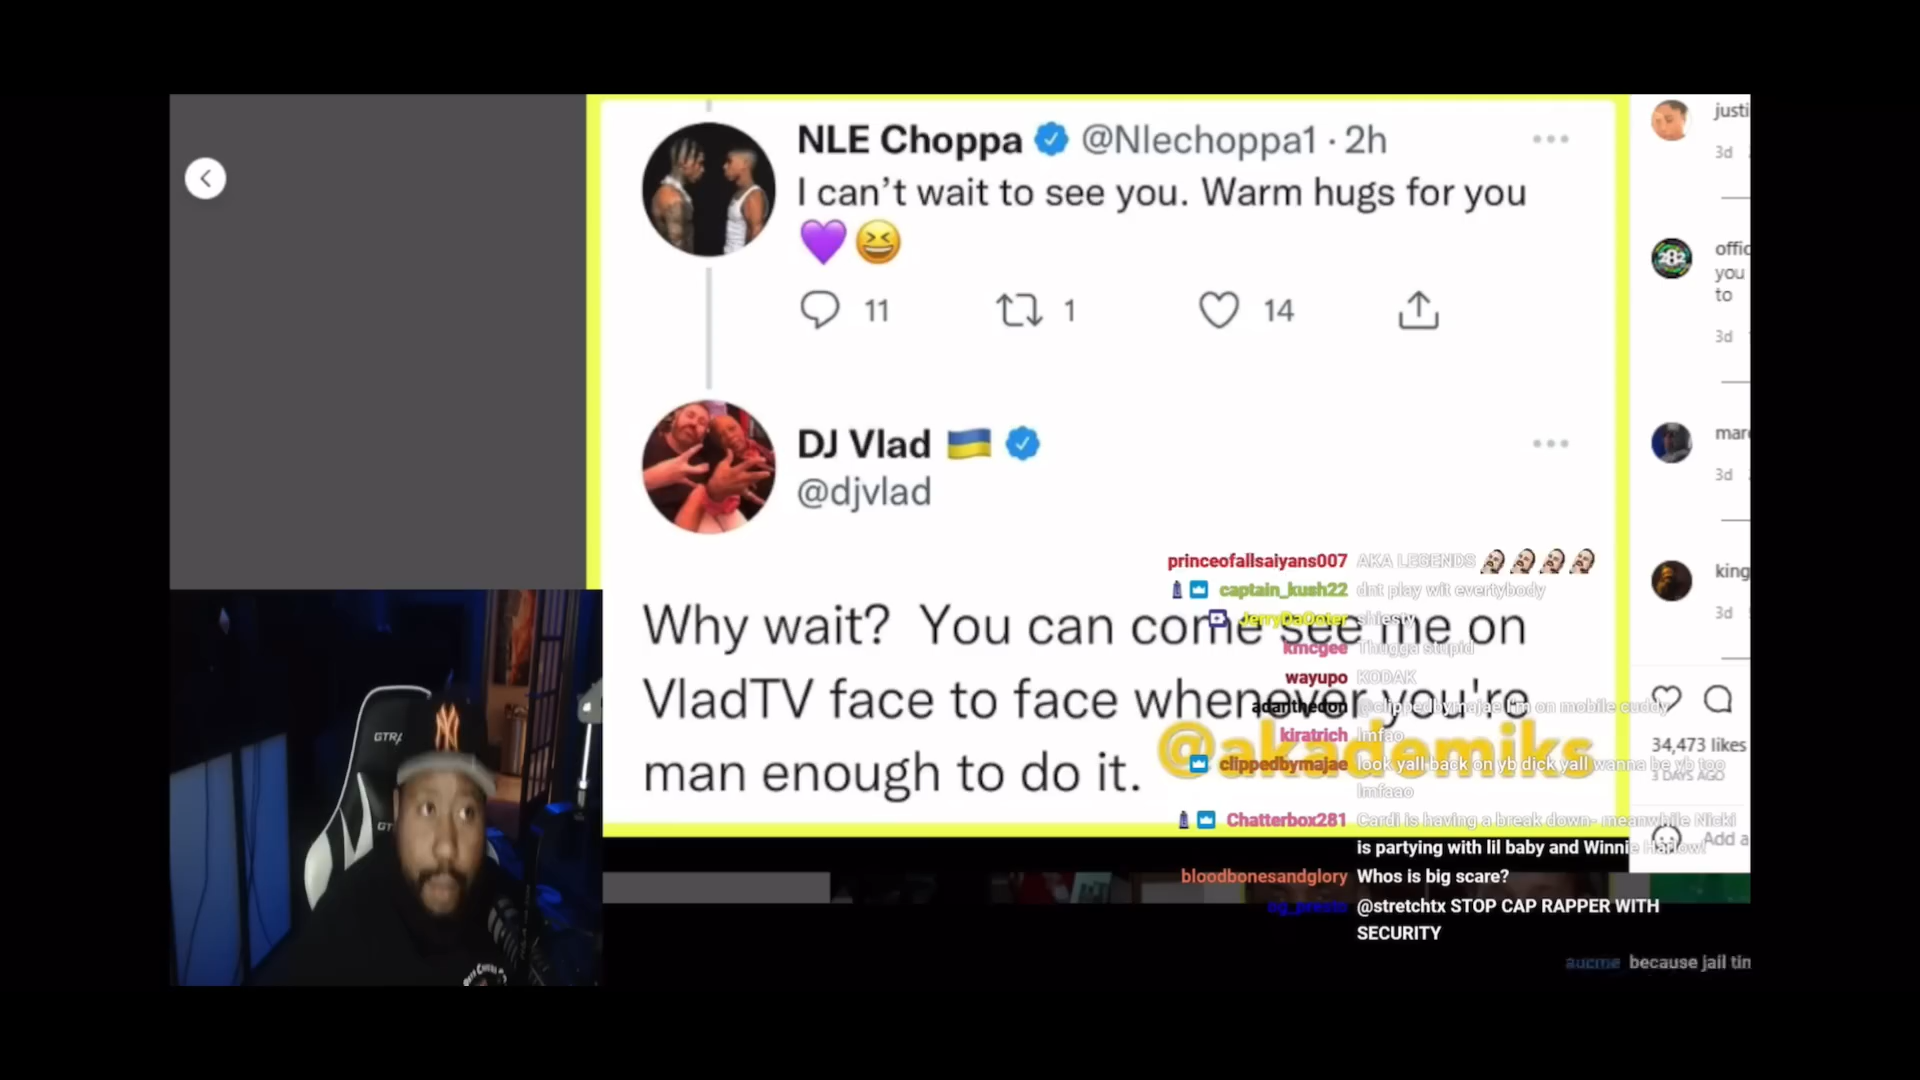 NLE Choppa @Nlechoppa1 · 2h
I can't wait to see you. Warm hugs for you
💜😆
11 1 14
DJ Vlad 🇺🇦
@djvlad
Why wait? You can come see me on
VladTV face to face whenever you're
man enough to do it.
@akademiks
justi
3d
offic
you
to
3d
mar
3d
king
3d
34,473 likes
3 DAYS AGO
Add a
princeofallsaiyans007 AKA LEGENDS
captain_kush22 dnt play wit evertybody
JerryDaOoter shiesty
kmcgee Thugga stupid
wayupo KODAK
adanthedon @clippedbymajae I'm on mobile cuddy
kiratrich lmfao
clippedbymajae look yall back on yb dick yall wanna be yb too
lmfaao
Chatterbox281 Cardi is having a break down- meanwhile Nicki
is partying with lil baby and Winnie Harlow!
bloodbonesandglory Whos is big scare?
@stretchtx STOP CAP RAPPER WITH
SECURITY
because jail tim
GTRA
GT
NY